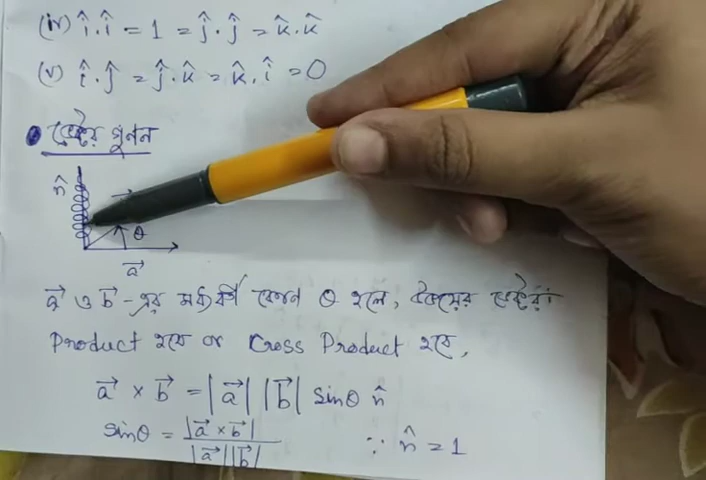 (iv) î.î = 1 = ĵ.ĵ = k̂.k̂
(v) î.ĵ = ĵ.k̂ = k̂.î = 0
ভেক্টর গুনন
n̂
θ
a⃗
a⃗ ও b⃗ -এর মধ্যবর্তী কোণ θ হলে, ভেক্টর
Product হবে or Cross Product হবে,
a⃗ × b⃗ = |a⃗| |b⃗| sinθ n̂
sinθ = |a⃗ × b⃗| / |a⃗||b⃗| ∵ n̂ = 1